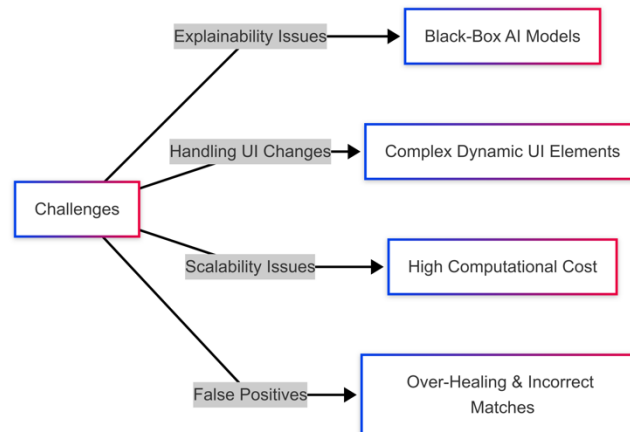 Explainability Issues
Black-Box AI Models
Handling UI Changes
Complex Dynamic UI Elements
Challenges
Scalability Issues
High Computational Cost
False Positives
Over-Healing & Incorrect
Matches